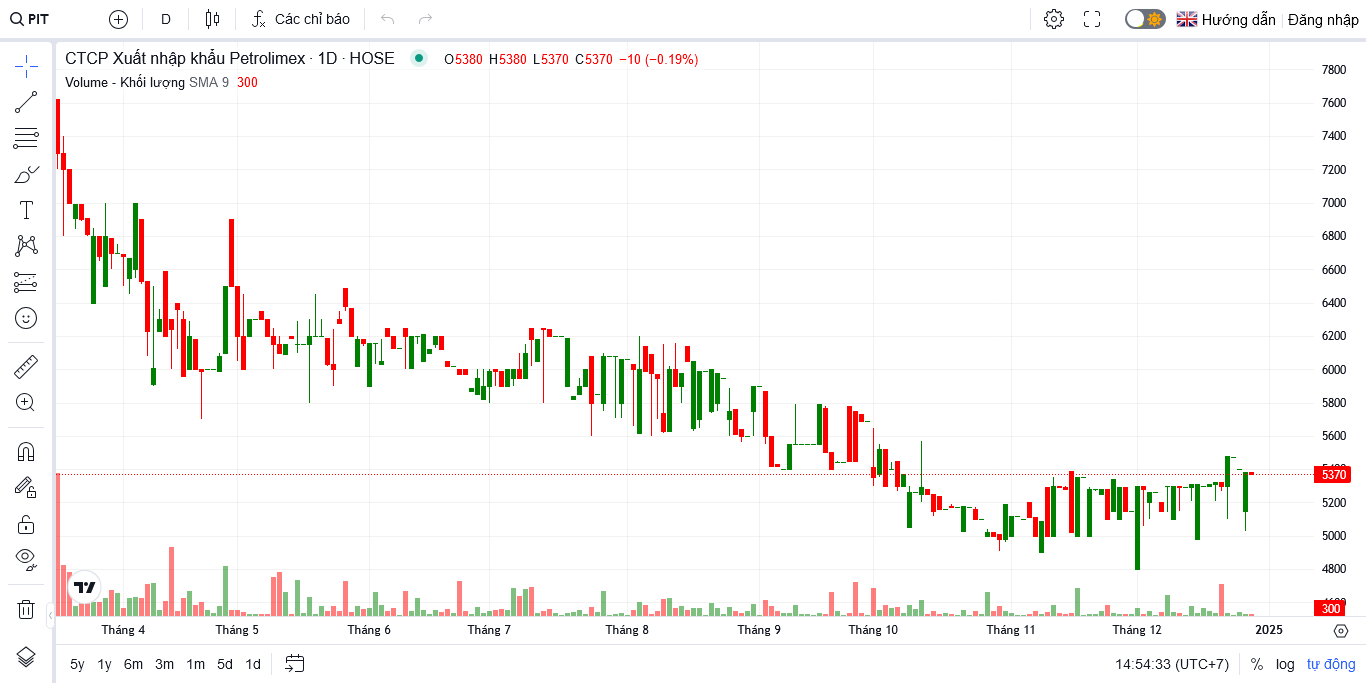 PIT
D
Các chỉ báo
Hướng dẫn
Đăng nhập
CTCP Xuất nhập khẩu Petrolimex · 1D · HOSE
O5380 H5380 L5370 C5370 −10 (−0.19%)
Volume - Khối lượng SMA 9 300
7800
7600
7400
7200
7000
6800
6600
6400
6200
6000
5800
5600
5400
5370
5200
5000
4800
4600
300
Tháng 4
Tháng 5
Tháng 6
Tháng 7
Tháng 8
Tháng 9
Tháng 10
Tháng 11
Tháng 12
2025
5y 1y 6m 3m 1m 5d 1d
14:54:33 (UTC+7)
%
log
tự động